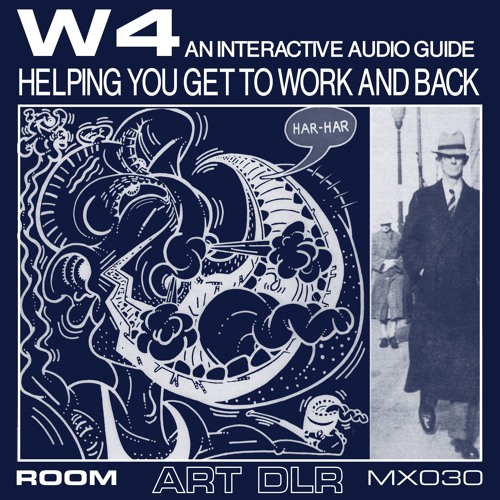 W4 AN INTERACTIVE AUDIO GUIDE
HELPING YOU GET TO WORK AND BACK
HAR-HAR
ROOM ART DLR MX030